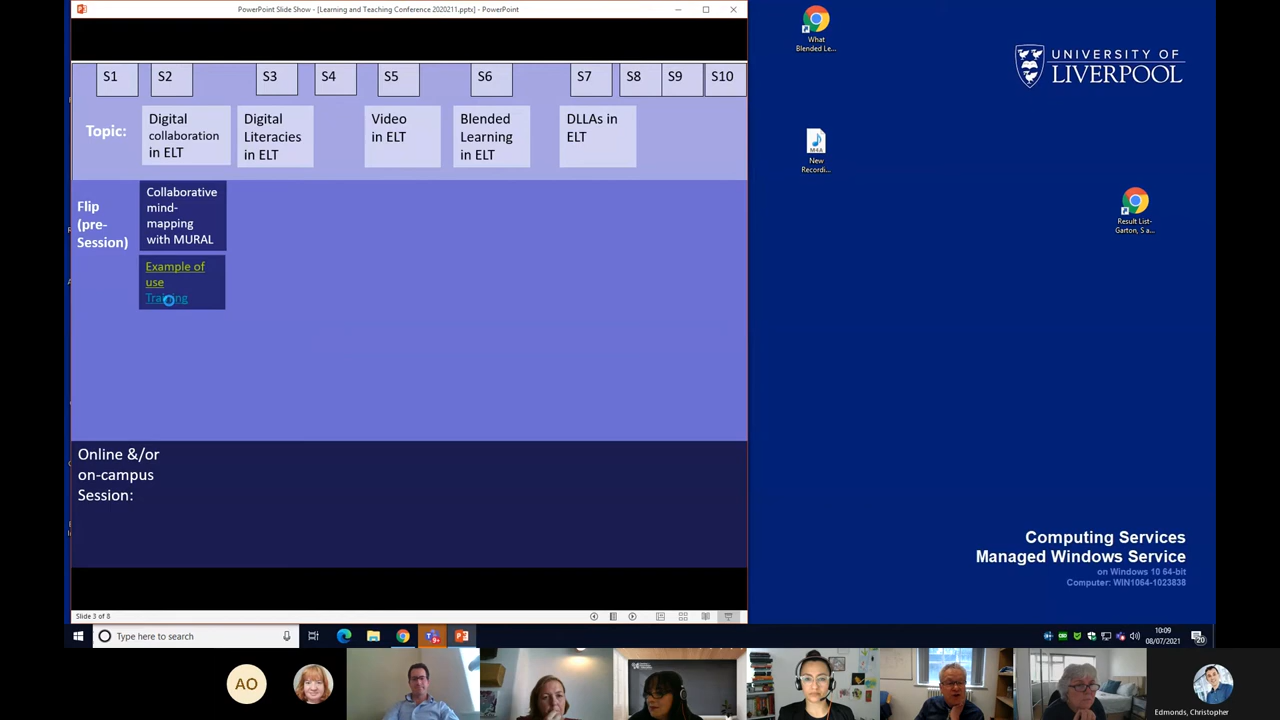 PowerPoint Slide Show - [Learning and Teaching Conference 2020211.pptx] - PowerPoint
S1 S2 S3 S4 S5 S6 S7 S8 S9 S10
Topic:
Digital
collaboration
in ELT
Digital
Literacies
in ELT
Video
in ELT
Blended
Learning
in ELT
DLLAs in
ELT
Flip
(pre-
Session)
Collaborative
mind-
mapping
with MURAL
Example of
use
Training
Online &/or
on-campus
Session:
Slide 3 of 8
What
Blended Le...
New
Recordi...
UNIVERSITY OF
LIVERPOOL
Result List-
Garton, S a...
Computing Services
Managed Windows Service
on Windows 10 64-bit
Computer: WIN1064-1023838
Type here to search
9+
10:09
08/07/2021
20
AO
Edmonds, Christopher